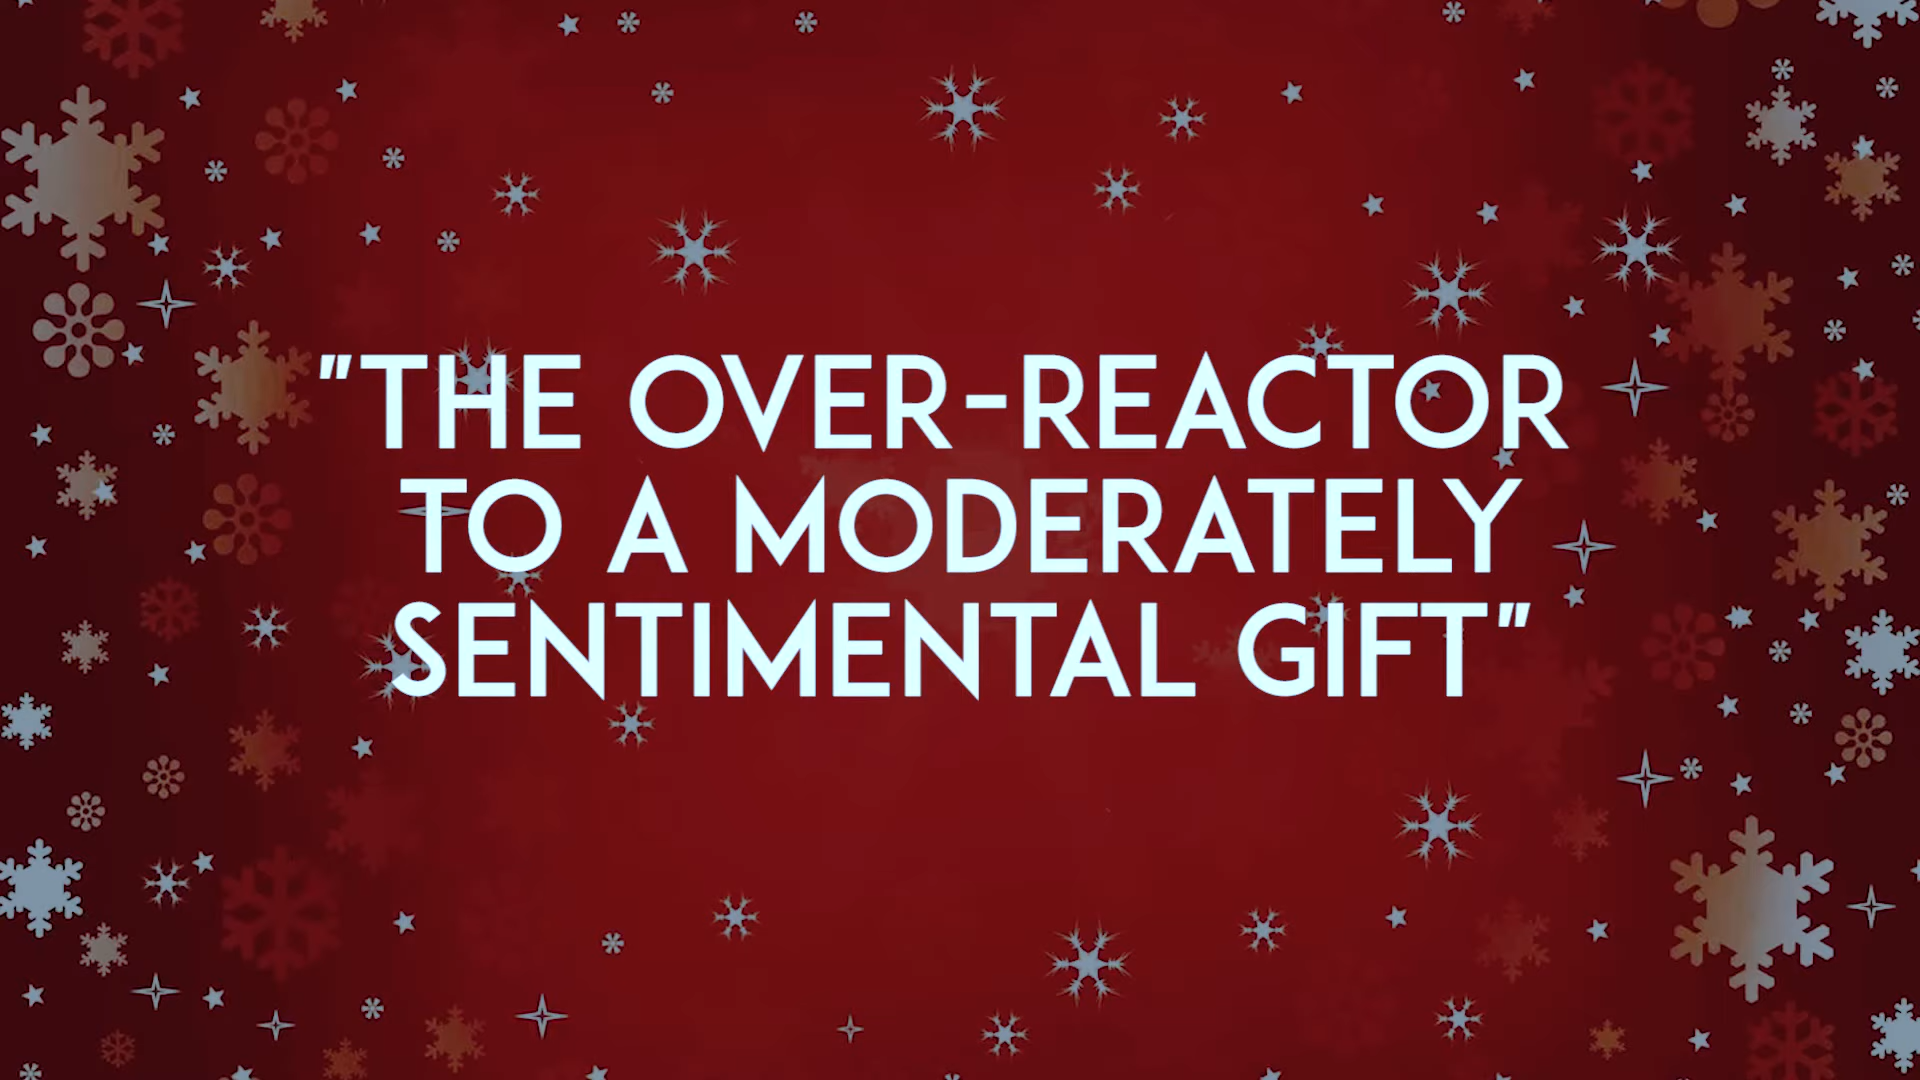 "THE OVER-REACTOR
TO A MODERATELY
SENTIMENTAL GIFT"